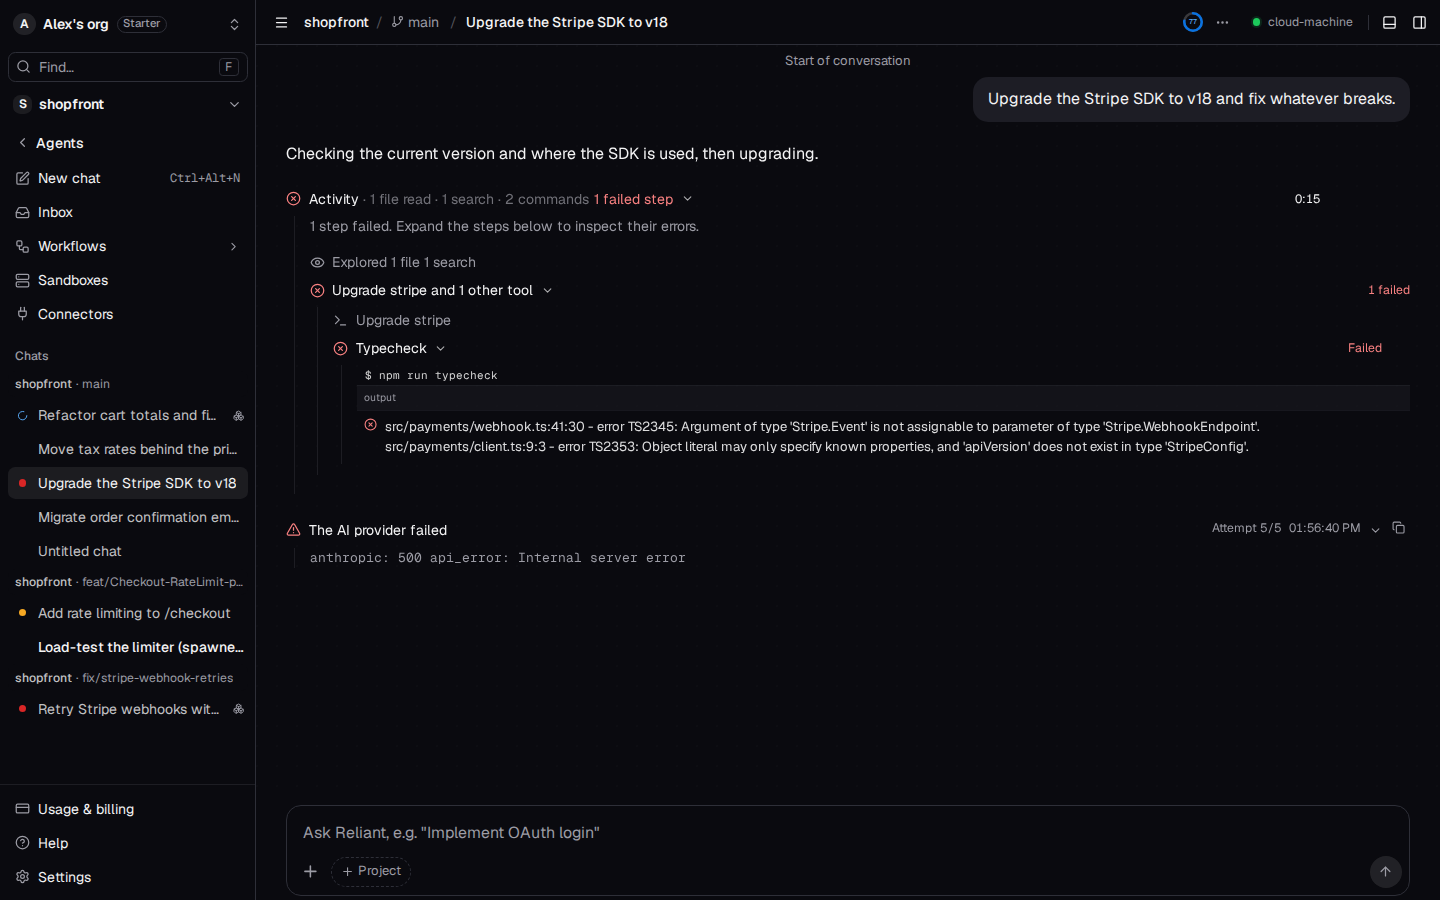 A Alex's org Starter
Find... F
S shopfront
Agents
New chat Ctrl+Alt+N
Inbox
Workflows
Sandboxes
Connectors
Chats
shopfront · main
Refactor cart totals and fi...
Move tax rates behind the pri...
Upgrade the Stripe SDK to v18
Migrate order confirmation em...
Untitled chat
shopfront · feat/Checkout-RateLimit-p...
Add rate limiting to /checkout
Load-test the limiter (spawne...
shopfront · fix/stripe-webhook-retries
Retry Stripe webhooks wit...
Usage & billing
Help
Settings
shopfront / main / Upgrade the Stripe SDK to v18
77 cloud-machine
Start of conversation
Upgrade the Stripe SDK to v18 and fix whatever breaks.
Checking the current version and where the SDK is used, then upgrading.
Activity · 1 file read · 1 search · 2 commands 1 failed step 0:15
1 step failed. Expand the steps below to inspect their errors.
Explored 1 file 1 search
Upgrade stripe and 1 other tool 1 failed
Upgrade stripe
Typecheck Failed
$ npm run typecheck
output
src/payments/webhook.ts:41:30 - error TS2345: Argument of type 'Stripe.Event' is not assignable to parameter of type 'Stripe.WebhookEndpoint'.
src/payments/client.ts:9:3 - error TS2353: Object literal may only specify known properties, and 'apiVersion' does not exist in type 'StripeConfig'.
The AI provider failed Attempt 5/5 01:56:40 PM
anthropic: 500 api_error: Internal server error
Ask Reliant, e.g. "Implement OAuth login"
+ Project